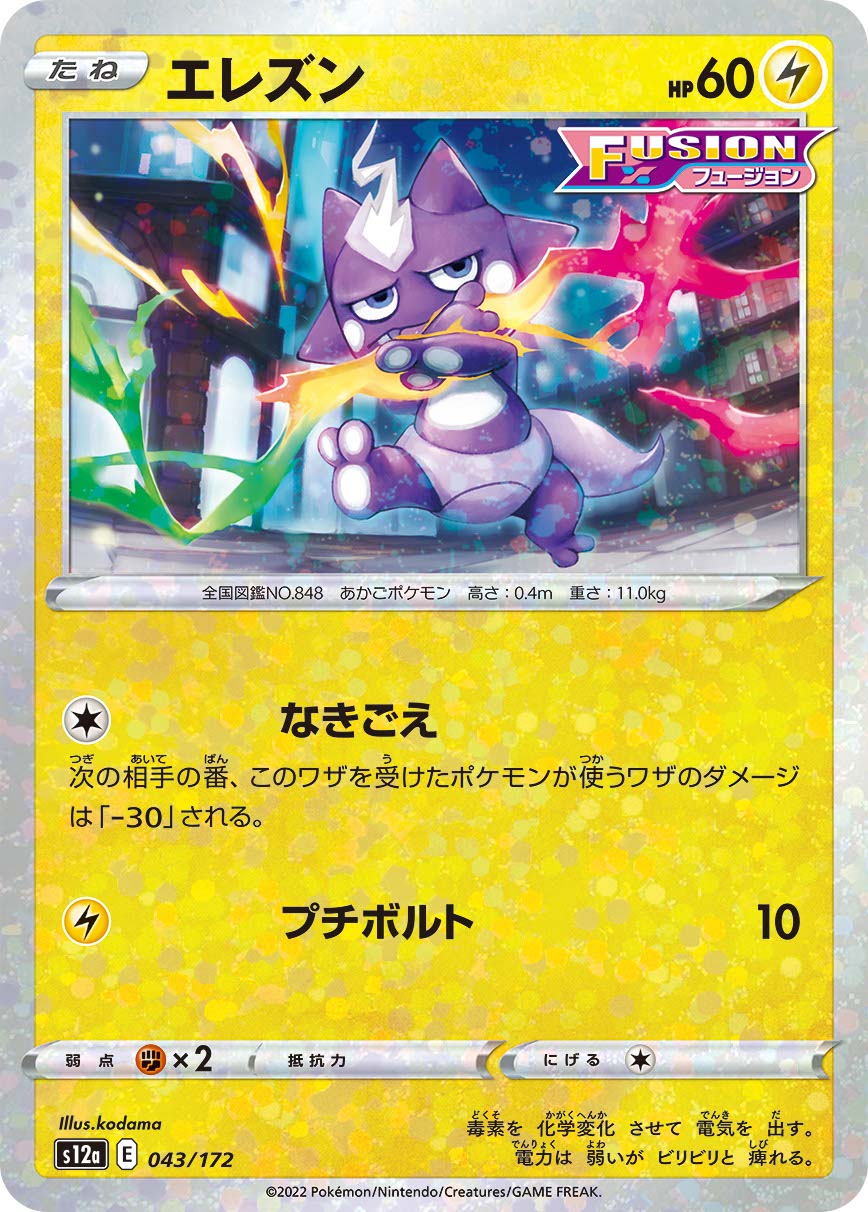 たね エレズン HP60
FUSION
フュージョン
全国図鑑NO.848 あかごポケモン 高さ:0.4m 重さ:11.0kg
なきごえ
次の相手の番、このワザを受けたポケモンが使うワザのダメージ
は「-30」される。
プチボルト 10
弱点 ×2 抵抗力 にげる
Illus.kodama
s12a E 043/172
毒素を 化学変化 させて 電気を 出す。
電力は 弱いが ビリビリと 痺れる。
©2022 Pokémon/Nintendo/Creatures/GAME FREAK.